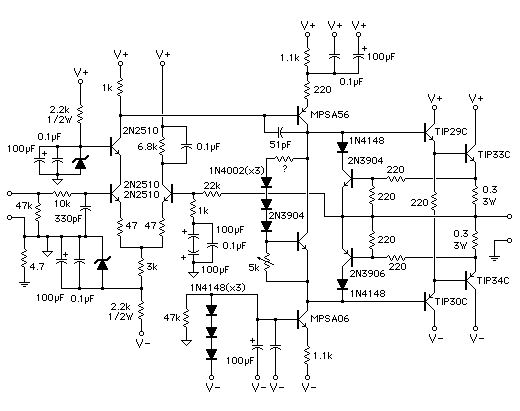 V+
1.1k
100µF
0.1µF
220
V+
V+
V+
1k
2.2k
1/2W
0.1µF
100µF
2N2510
6.8k
0.1µF
MPSA56
51pF
1N4002(x3)
?
1N4148
2N3904
V+
V+
TIP29C
TIP33C
220
220
220
0.3
3W
10k
47k
330pF
2N2510
2N2510
22k
2N3904
1k
47
47
100µF
0.1µF
100µF
4.7
3k
5k
220
220
0.3
3W
2N3906
1N4148
TIP34C
TIP30C
100µF
0.1µF
2.2k
1/2W
V-
1N4148(x3)
47k
100µF
MPSA06
1.1k
V-
V-
V-
V-
V-
V-